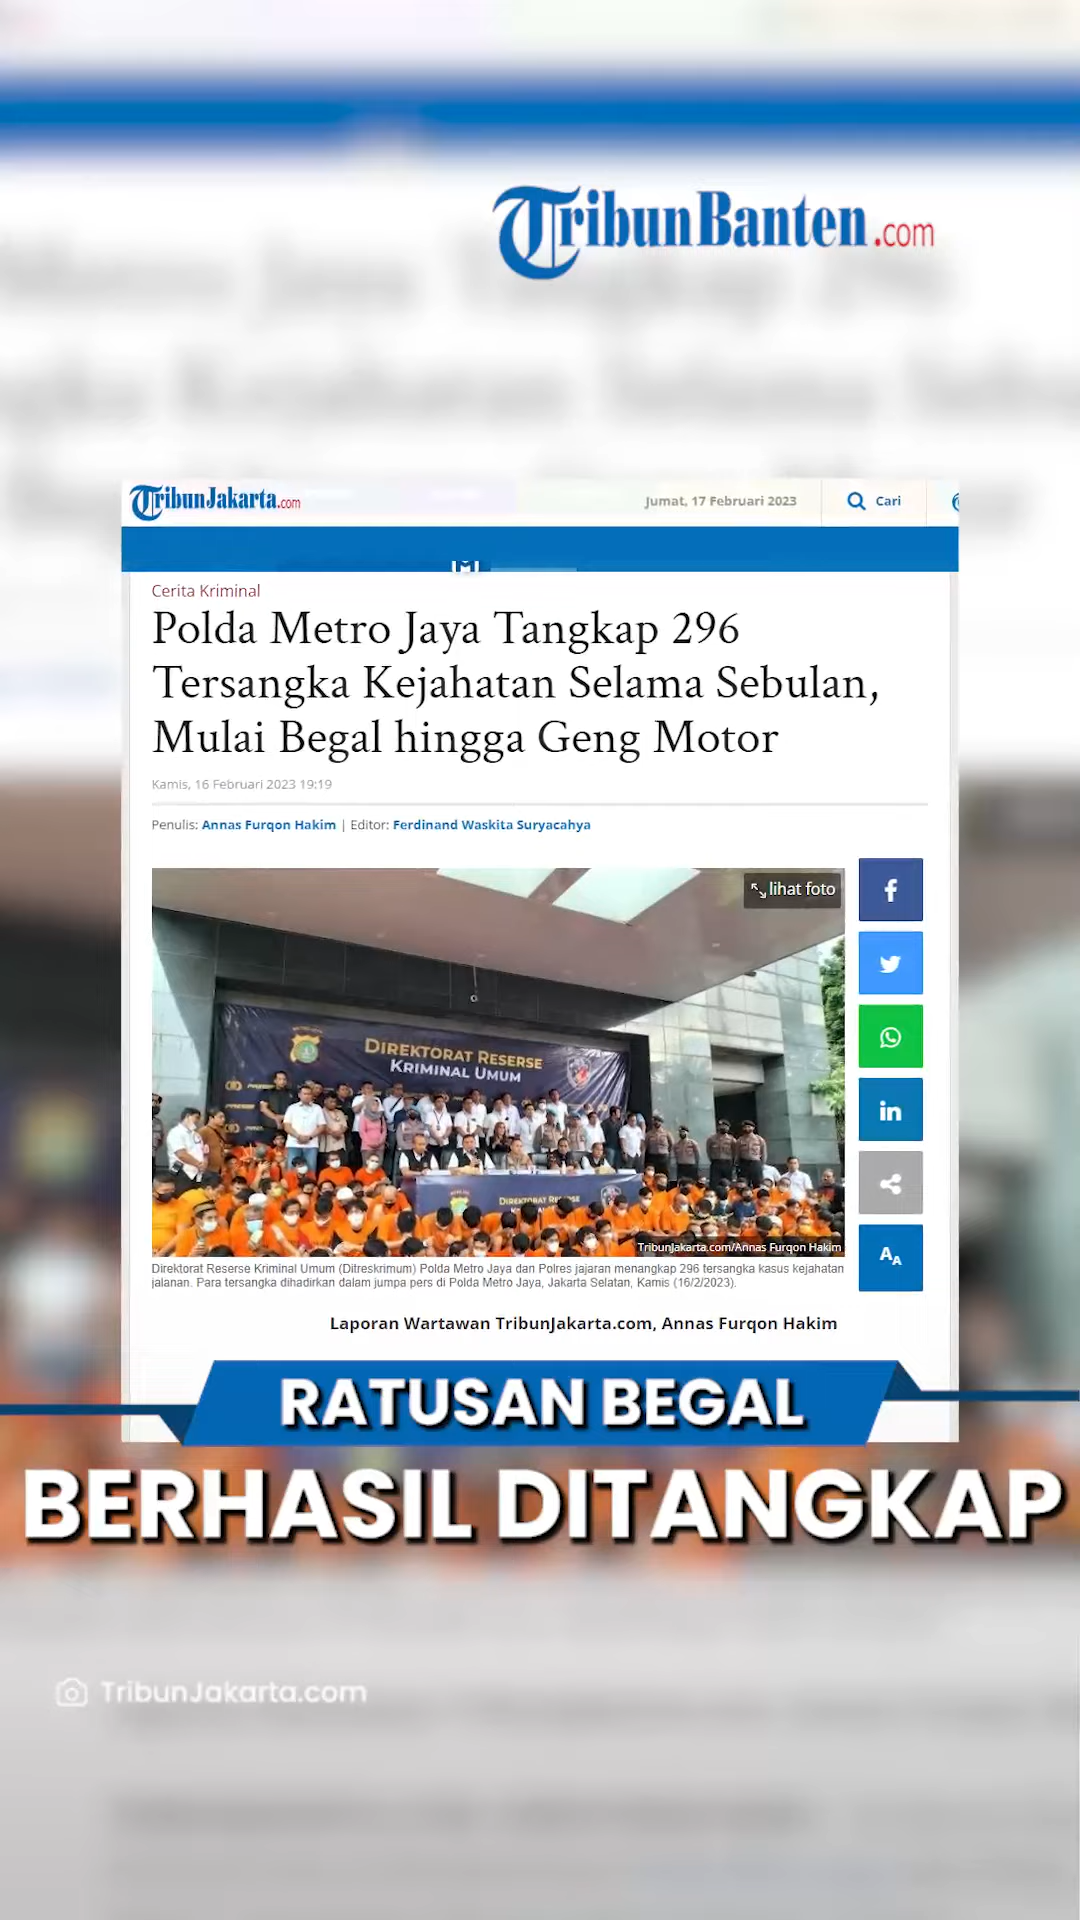 TribunBanten.com
TribunJakarta.com
Jumat, 17 Februari 2023
Cari
Cerita Kriminal
Polda Metro Jaya Tangkap 296
Tersangka Kejahatan Selama Sebulan,
Mulai Begal hingga Geng Motor
Kamis, 16 Februari 2023 19:19
Penulis: Annas Furqon Hakim | Editor: Ferdinand Waskita Suryacahya
lihat foto
DIREKTORAT RESERSE
KRIMINAL UMUM
DIREKTORAT RESERSE
TribunJakarta.com/Annas Furqon Hakim
Direktorat Reserse Kriminal Umum (Ditreskrimum) Polda Metro Jaya dan Polres jajaran menangkap 296 tersangka kasus kejahatan
jalanan. Para tersangka dihadirkan dalam jumpa pers di Polda Metro Jaya, Jakarta Selatan, Kamis (16/2/2023).
AA
Laporan Wartawan TribunJakarta.com, Annas Furqon Hakim
RATUSAN BEGAL
BERHASIL DITANGKAP
TribunJakarta.com